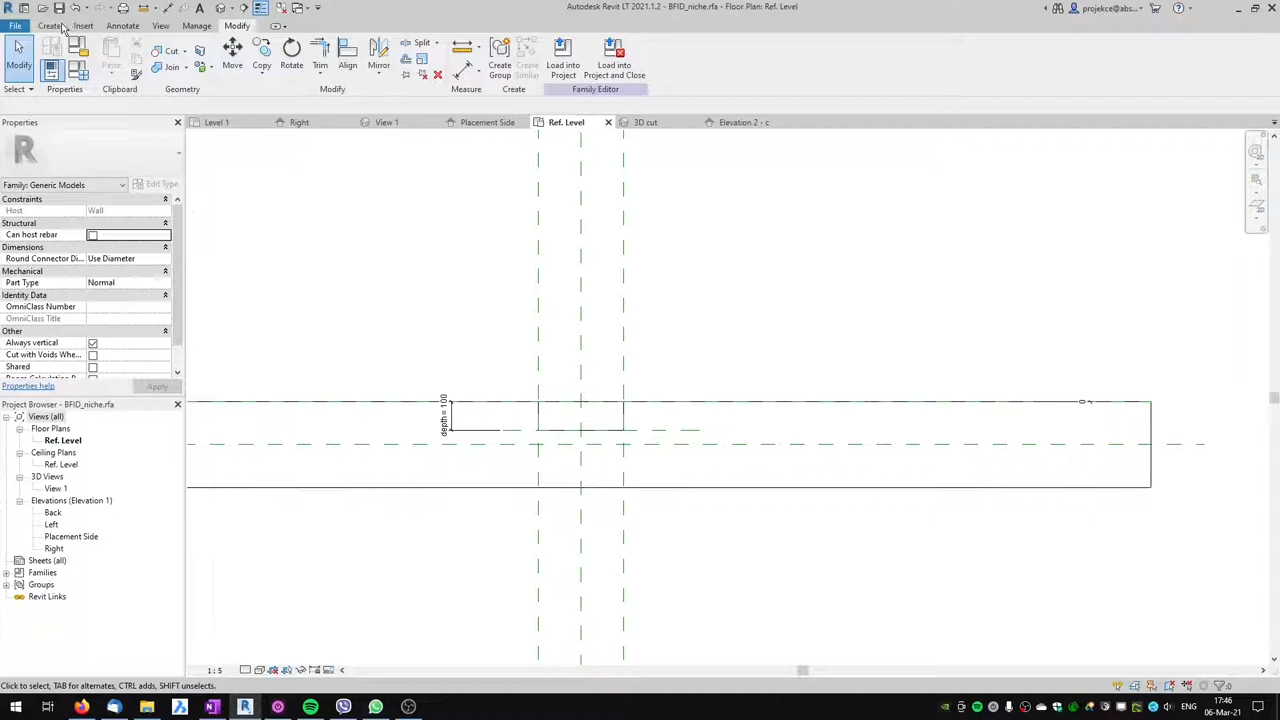 Autodesk Revit LT 2021.1.2 - BFID_niche.rfa - Floor Plan: Ref. Level
projekce@abs...
File Create Insert Annotate View Manage Modify
Modify
Paste
Cut
Join
Move
Copy
Rotate
Trim
Align
Mirror
Split
Create Group
Create Similar
Load into Project
Load into Project and Close
Select Properties Clipboard Geometry Modify Measure Create Family Editor
Properties
Level 1 Right View 1 Placement Side Ref. Level 3D cut Elevation 2 - c
R
Family: Generic Models Edit Type
Constraints
Host Wall
Structural
Can host rebar
Dimensions
Round Connector Di... Use Diameter
Mechanical
Part Type Normal
Identity Data
OmniClass Number
OmniClass Title
Other
Always vertical
Cut with Voids Whe...
Shared
Properties help Apply
Project Browser - BFID_niche.rfa
Views (all)
Floor Plans
Ref. Level
Ceiling Plans
Ref. Level
3D Views
View 1
Elevations (Elevation 1)
Back
Left
Placement Side
Right
Sheets (all)
Families
Groups
Revit Links
depth = 100
0
1 : 5
Click to select, TAB for alternates, CTRL adds, SHIFT unselects.
:0
17:46
06-Mar-21